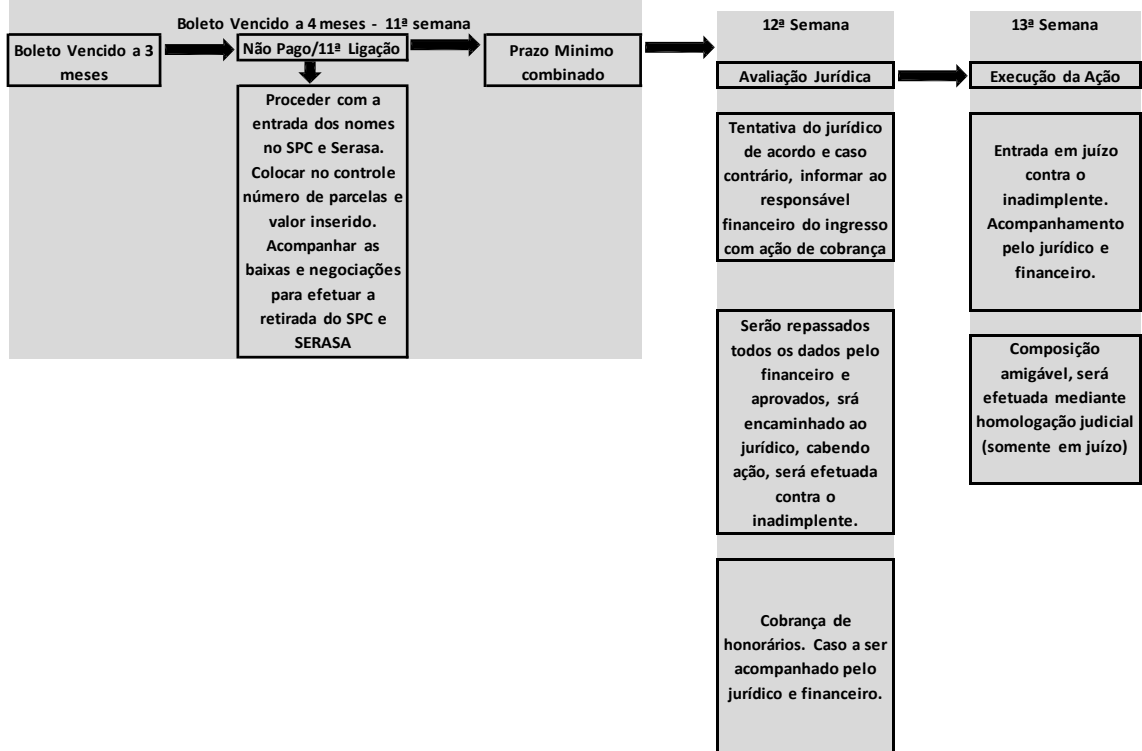 Boleto Vencido a 4 meses - 11ª semana
Boleto Vencido a 3
meses
Não Pago/11ª Ligação
Prazo Minimo
combinado
Proceder com a
entrada dos nomes
no SPC e Serasa.
Colocar no controle
número de parcelas e
valor inserido.
Acompanhar as
baixas e negociações
para efetuar a
retirada do SPC e
SERASA
12ª Semana
Avaliação Jurídica
Tentativa do jurídico
de acordo e caso
contrário, informar ao
responsável
financeiro do ingresso
com ação de cobrança
Serão repassados
todos os dados pelo
financeiro e
aprovados, srá
encaminhado ao
jurídico, cabendo
ação, será efetuada
contra o
inadimplente.
Cobrança de
honorários. Caso a ser
acompanhado pelo
jurídico e financeiro.
13ª Semana
Execução da Ação
Entrada em juízo
contra o
inadimplente.
Acompanhamento
pelo jurídico e
financeiro.
Composição
amigável, será
efetuada mediante
homologação judicial
(somente em juízo)